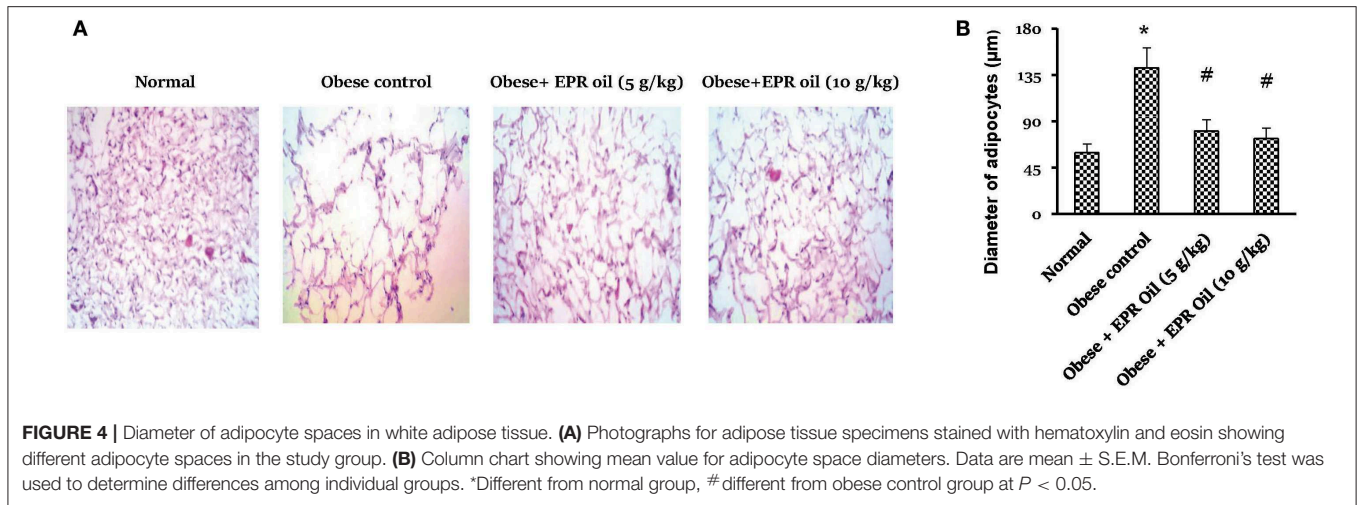 A
Normal
Obese control
Obese+ EPR oil (5 g/kg)
Obese+EPR oil (10 g/kg)
B
Diameter of adipocytes (µm)
180
135
90
45
0
*
#
#
Normal
Obese control
Obese + EPR Oil (5 g/kg)
Obese + EPR Oil (10 g/kg)
FIGURE 4 | Diameter of adipocyte spaces in white adipose tissue. (A) Photographs for adipose tissue specimens stained with hematoxylin and eosin showing
different adipocyte spaces in the study group. (B) Column chart showing mean value for adipocyte space diameters. Data are mean ± S.E.M. Bonferroni's test was
used to determine differences among individual groups. *Different from normal group, #different from obese control group at P < 0.05.